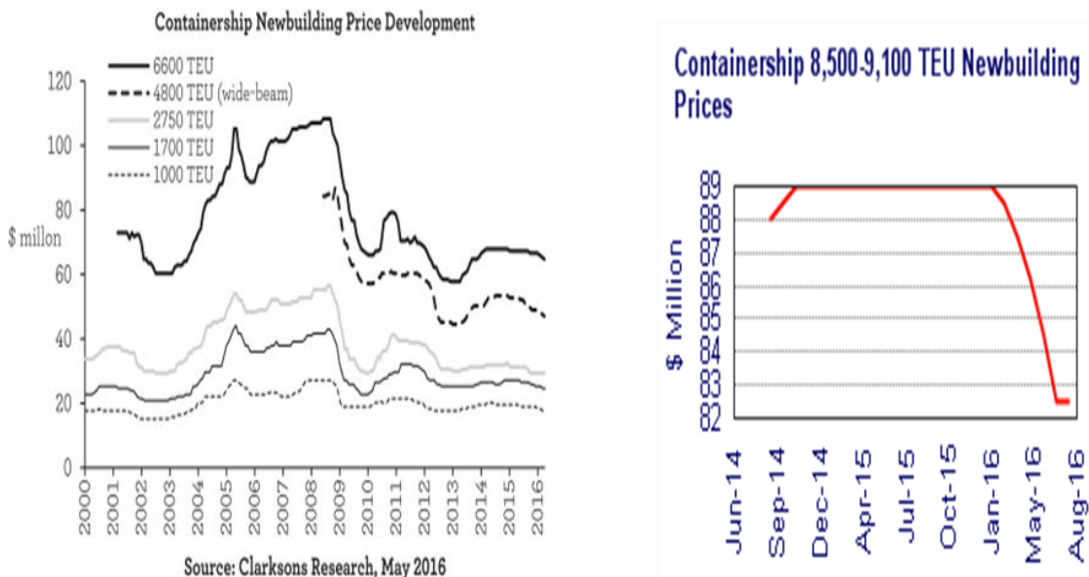 Containership Newbuilding Price Development
6600 TEU
4800 TEU (wide-beam)
2750 TEU
1700 TEU
1000 TEU
120
100
80
60
40
20
0
$ millon
2000
2001
2002
2003
2004
2005
2006
2007
2008
2009
2010
2011
2012
2013
2014
2015
2016
Source: Clarksons Research, May 2016
Containership 8,500-9,100 TEU Newbuilding
Prices
89
88
87
86
85
84
83
82
$ Million
Jun-14
Sep-14
Dec-14
Apr-15
Jul-15
Oct-15
Jan-16
May-16
Aug-16